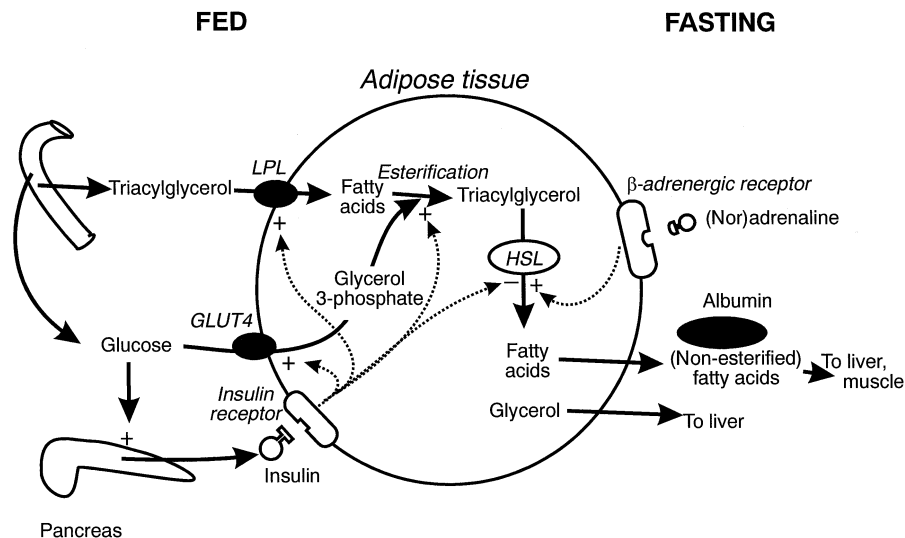 FED
FASTING
Adipose tissue
LPL
Esterification
Triacylglycerol
Fatty
acids
Triacylglycerol
β-adrenergic receptor
(Nor)adrenaline
+
+
HSL
Glycerol
3-phosphate
− +
Albumin
GLUT4
Glucose
+
Fatty
acids
(Non-esterified)
fatty acids
To liver,
muscle
Insulin
receptor
Glycerol
To liver
+
Insulin
Pancreas